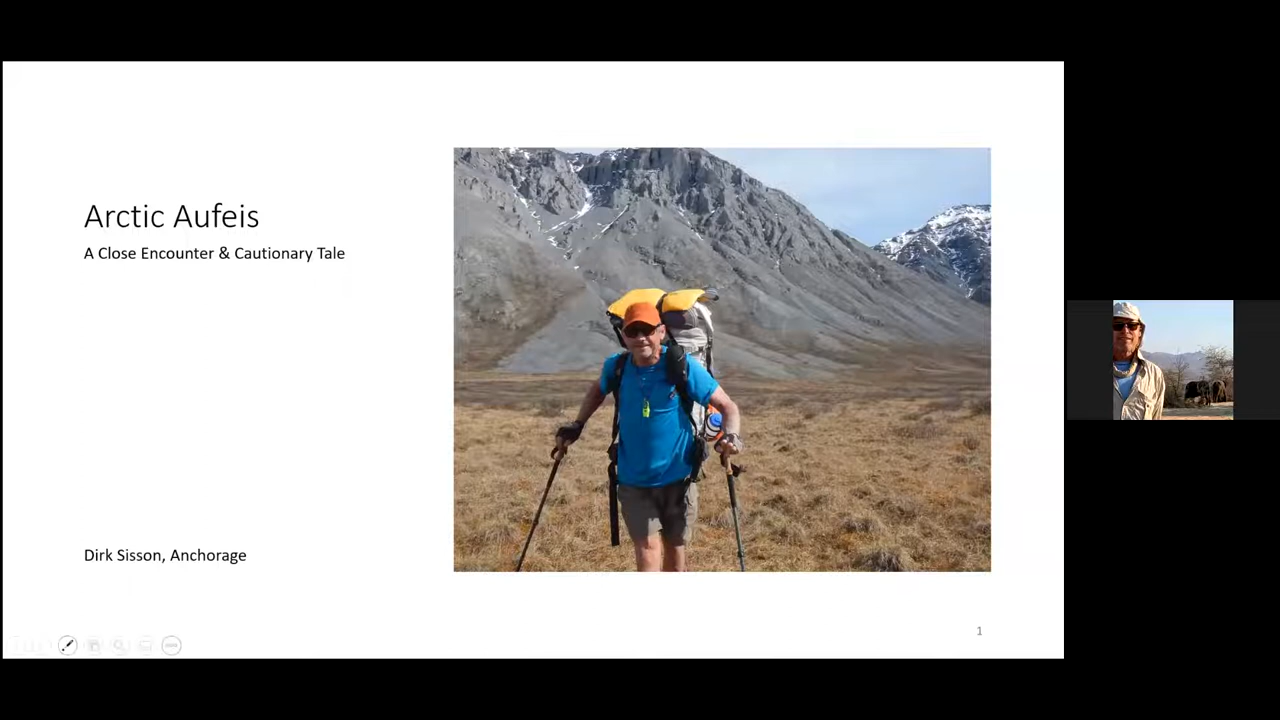 Arctic Aufeis
A Close Encounter & Cautionary Tale
Dirk Sisson, Anchorage
1